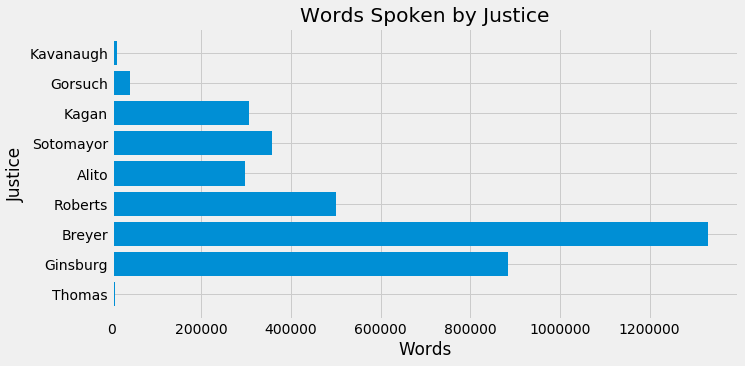 Words Spoken by Justice
Justice
Kavanaugh
Gorsuch
Kagan
Sotomayor
Alito
Roberts
Breyer
Ginsburg
Thomas
0 200000 400000 600000 800000 1000000 1200000
Words